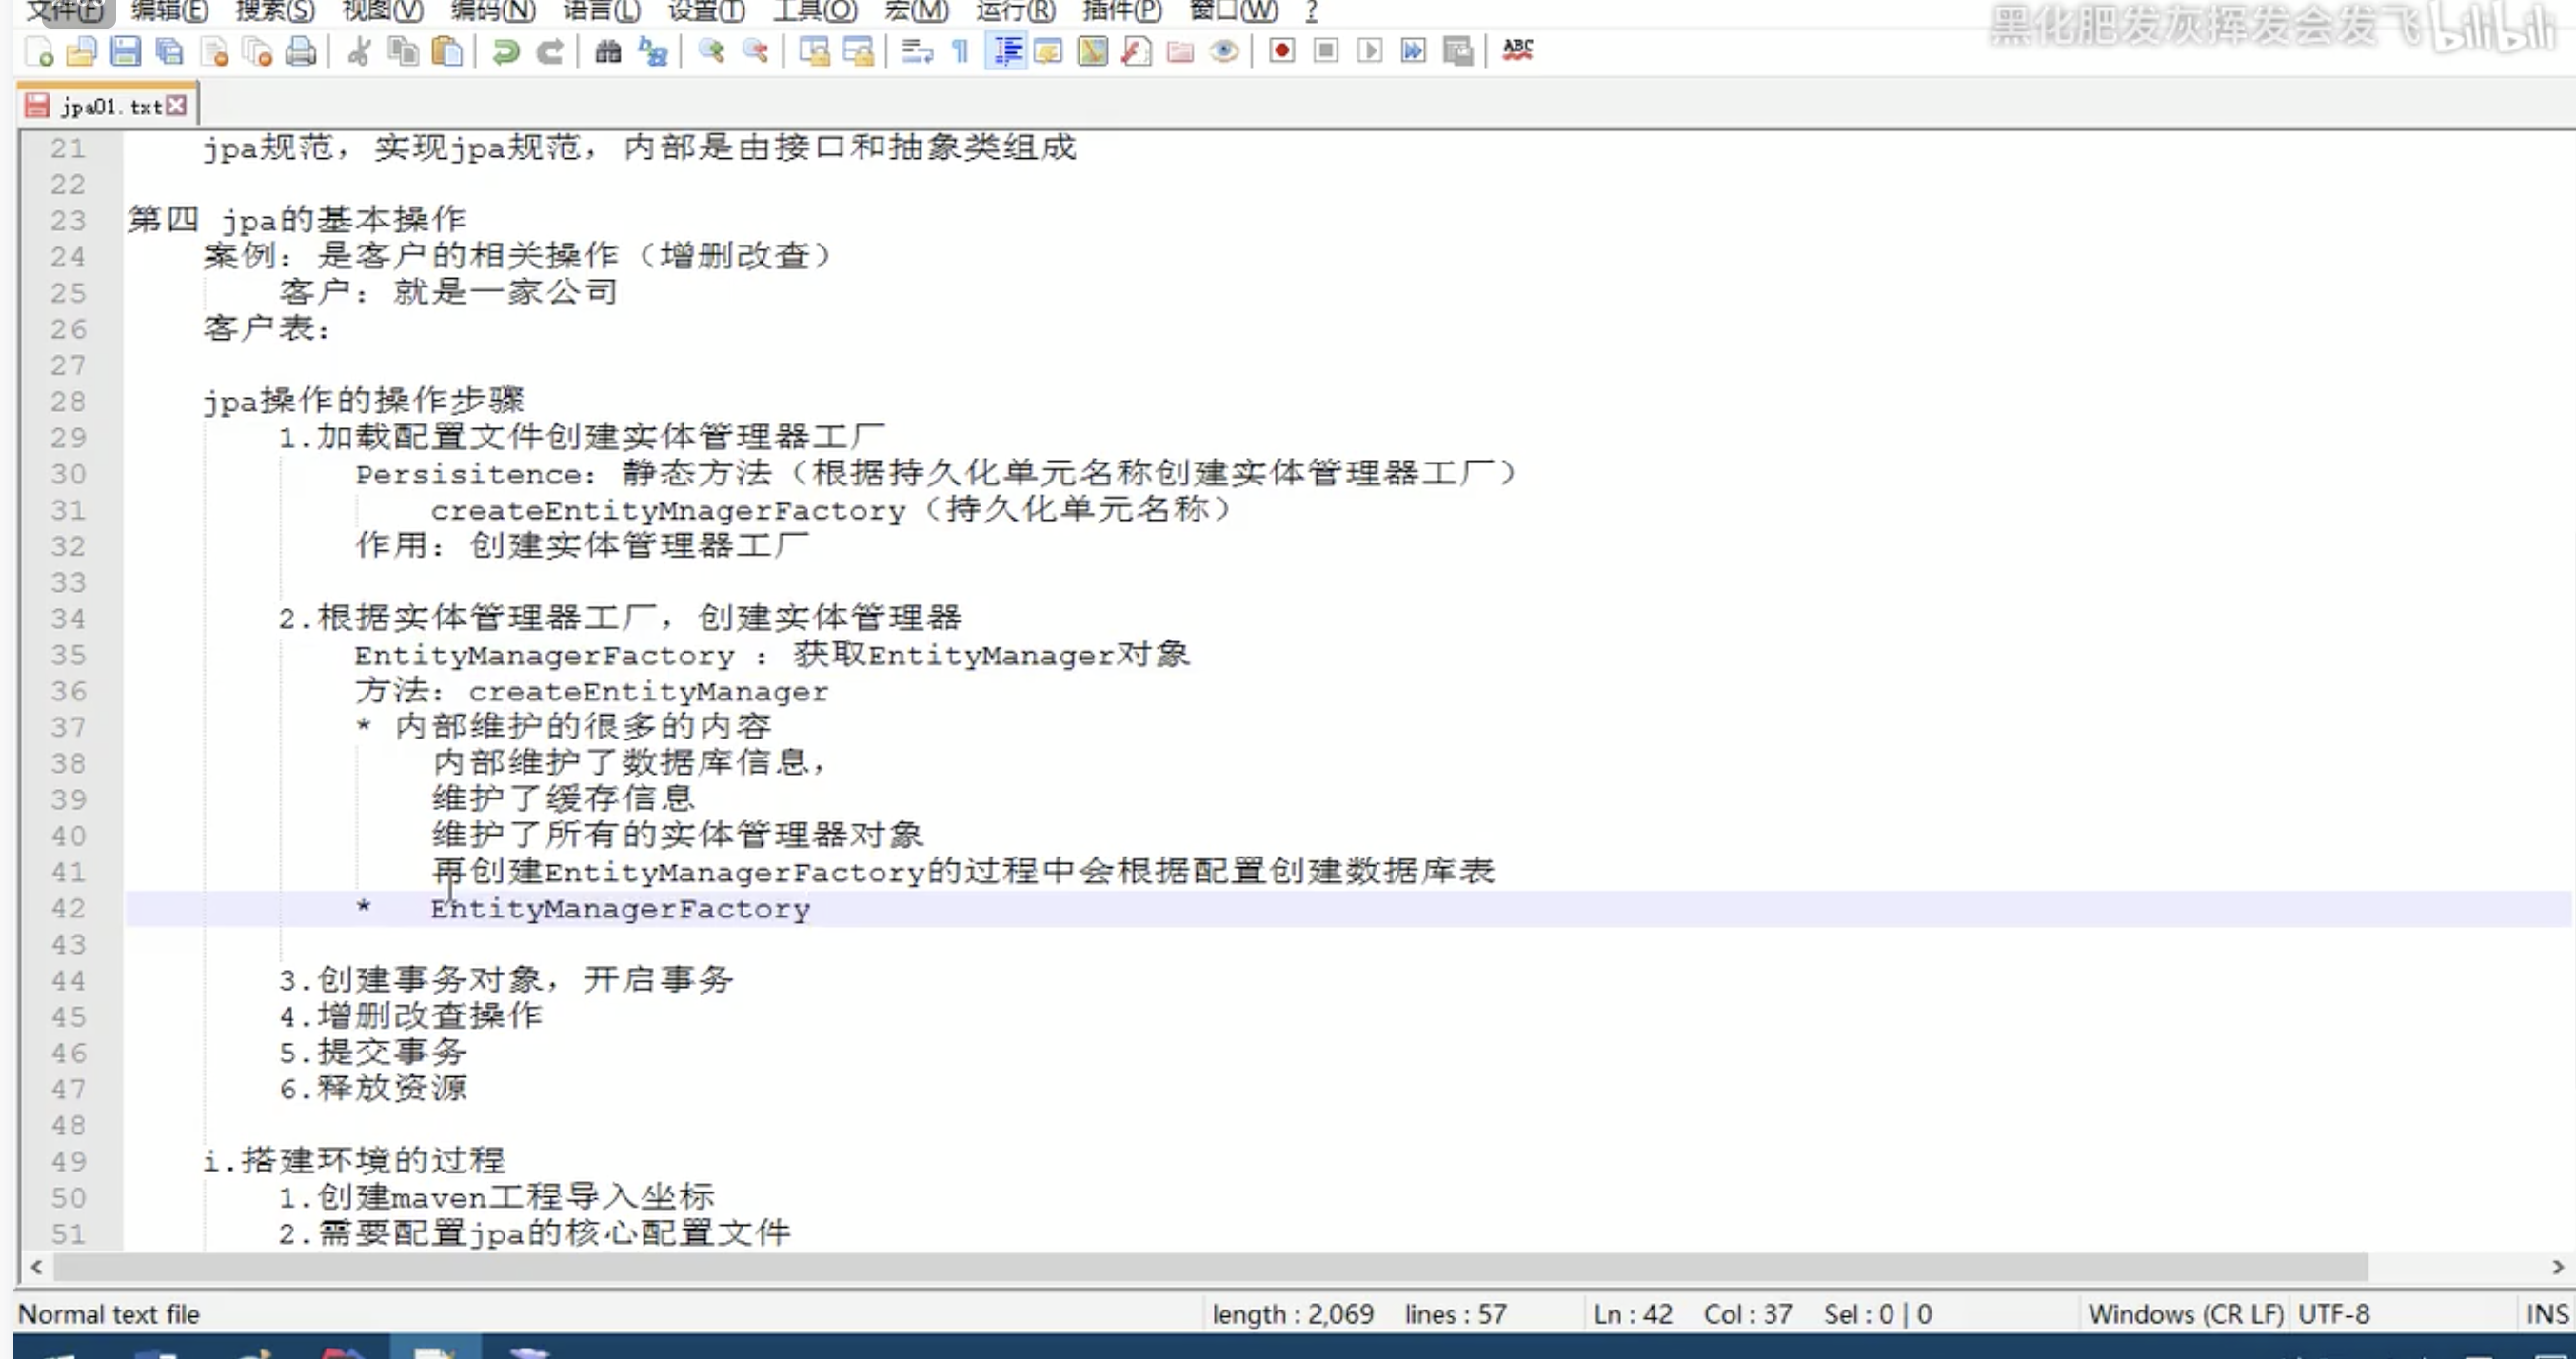 文件(F) 编辑(E) 搜索(S) 视图(V) 编码(N) 语言(L) 设置(T) 工具(O) 宏(M) 运行(R) 插件(P) 窗口(W) ?
黑化肥发灰挥发会发飞 bilibili
ABC
jpa01.txt
21 jpa规范，实现jpa规范，内部是由接口和抽象类组成
22
23 第四 jpa的基本操作
24 案例：是客户的相关操作（增删改查）
25 客户：就是一家公司
26 客户表：
27
28 jpa操作的操作步骤
29 1.加载配置文件创建实体管理器工厂
30 Persisitence：静态方法（根据持久化单元名称创建实体管理器工厂）
31 createEntityMnagerFactory（持久化单元名称）
32 作用：创建实体管理器工厂
33
34 2.根据实体管理器工厂，创建实体管理器
35 EntityManagerFactory ：获取EntityManager对象
36 方法：createEntityManager
37 * 内部维护的很多的内容
38 内部维护了数据库信息，
39 维护了缓存信息
40 维护了所有的实体管理器对象
41 再创建EntityManagerFactory的过程中会根据配置创建数据库表
42 * EntityManagerFactory
43
44 3.创建事务对象，开启事务
45 4.增删改查操作
46 5.提交事务
47 6.释放资源
48
49 i.搭建环境的过程
50 1.创建maven工程导入坐标
51 2.需要配置jpa的核心配置文件
Normal text file length : 2,069 lines : 57 Ln : 42 Col : 37 Sel : 0 | 0 Windows (CR LF) UTF-8 INS